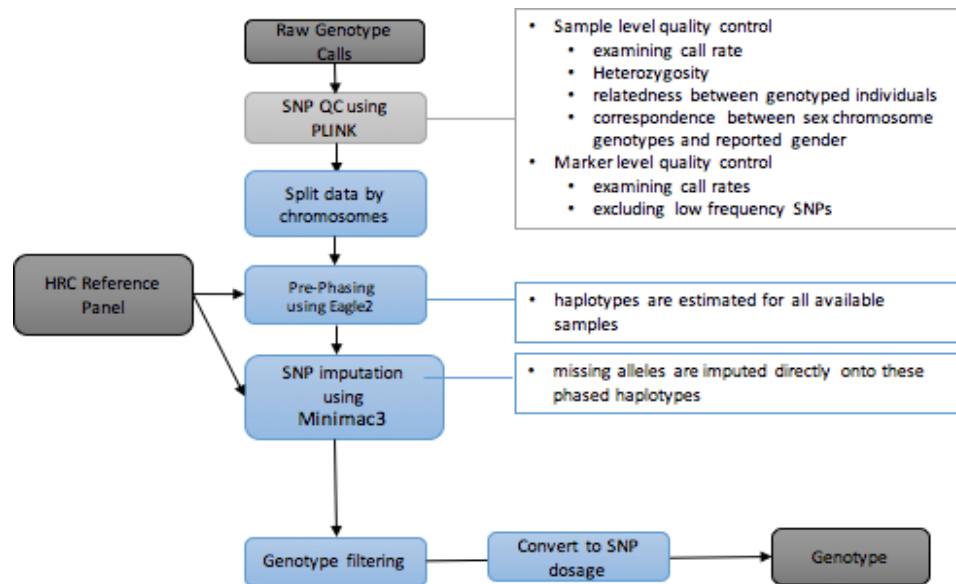 Raw Genotype
Calls
SNP QC using
PLINK
• Sample level quality control
• examining call rate
• Heterozygosity
• relatedness between genotyped individuals
• correspondence between sex chromosome
genotypes and reported gender
• Marker level quality control
• examining call rates
• excluding low frequency SNPs
Split data by
chromosomes
HRC Reference
Panel
Pre-Phasing
using Eagle2
• haplotypes are estimated for all available
samples
SNP imputation
using
Minimac3
• missing alleles are imputed directly onto these
phased haplotypes
Genotype filtering
Convert to SNP
dosage
Genotype